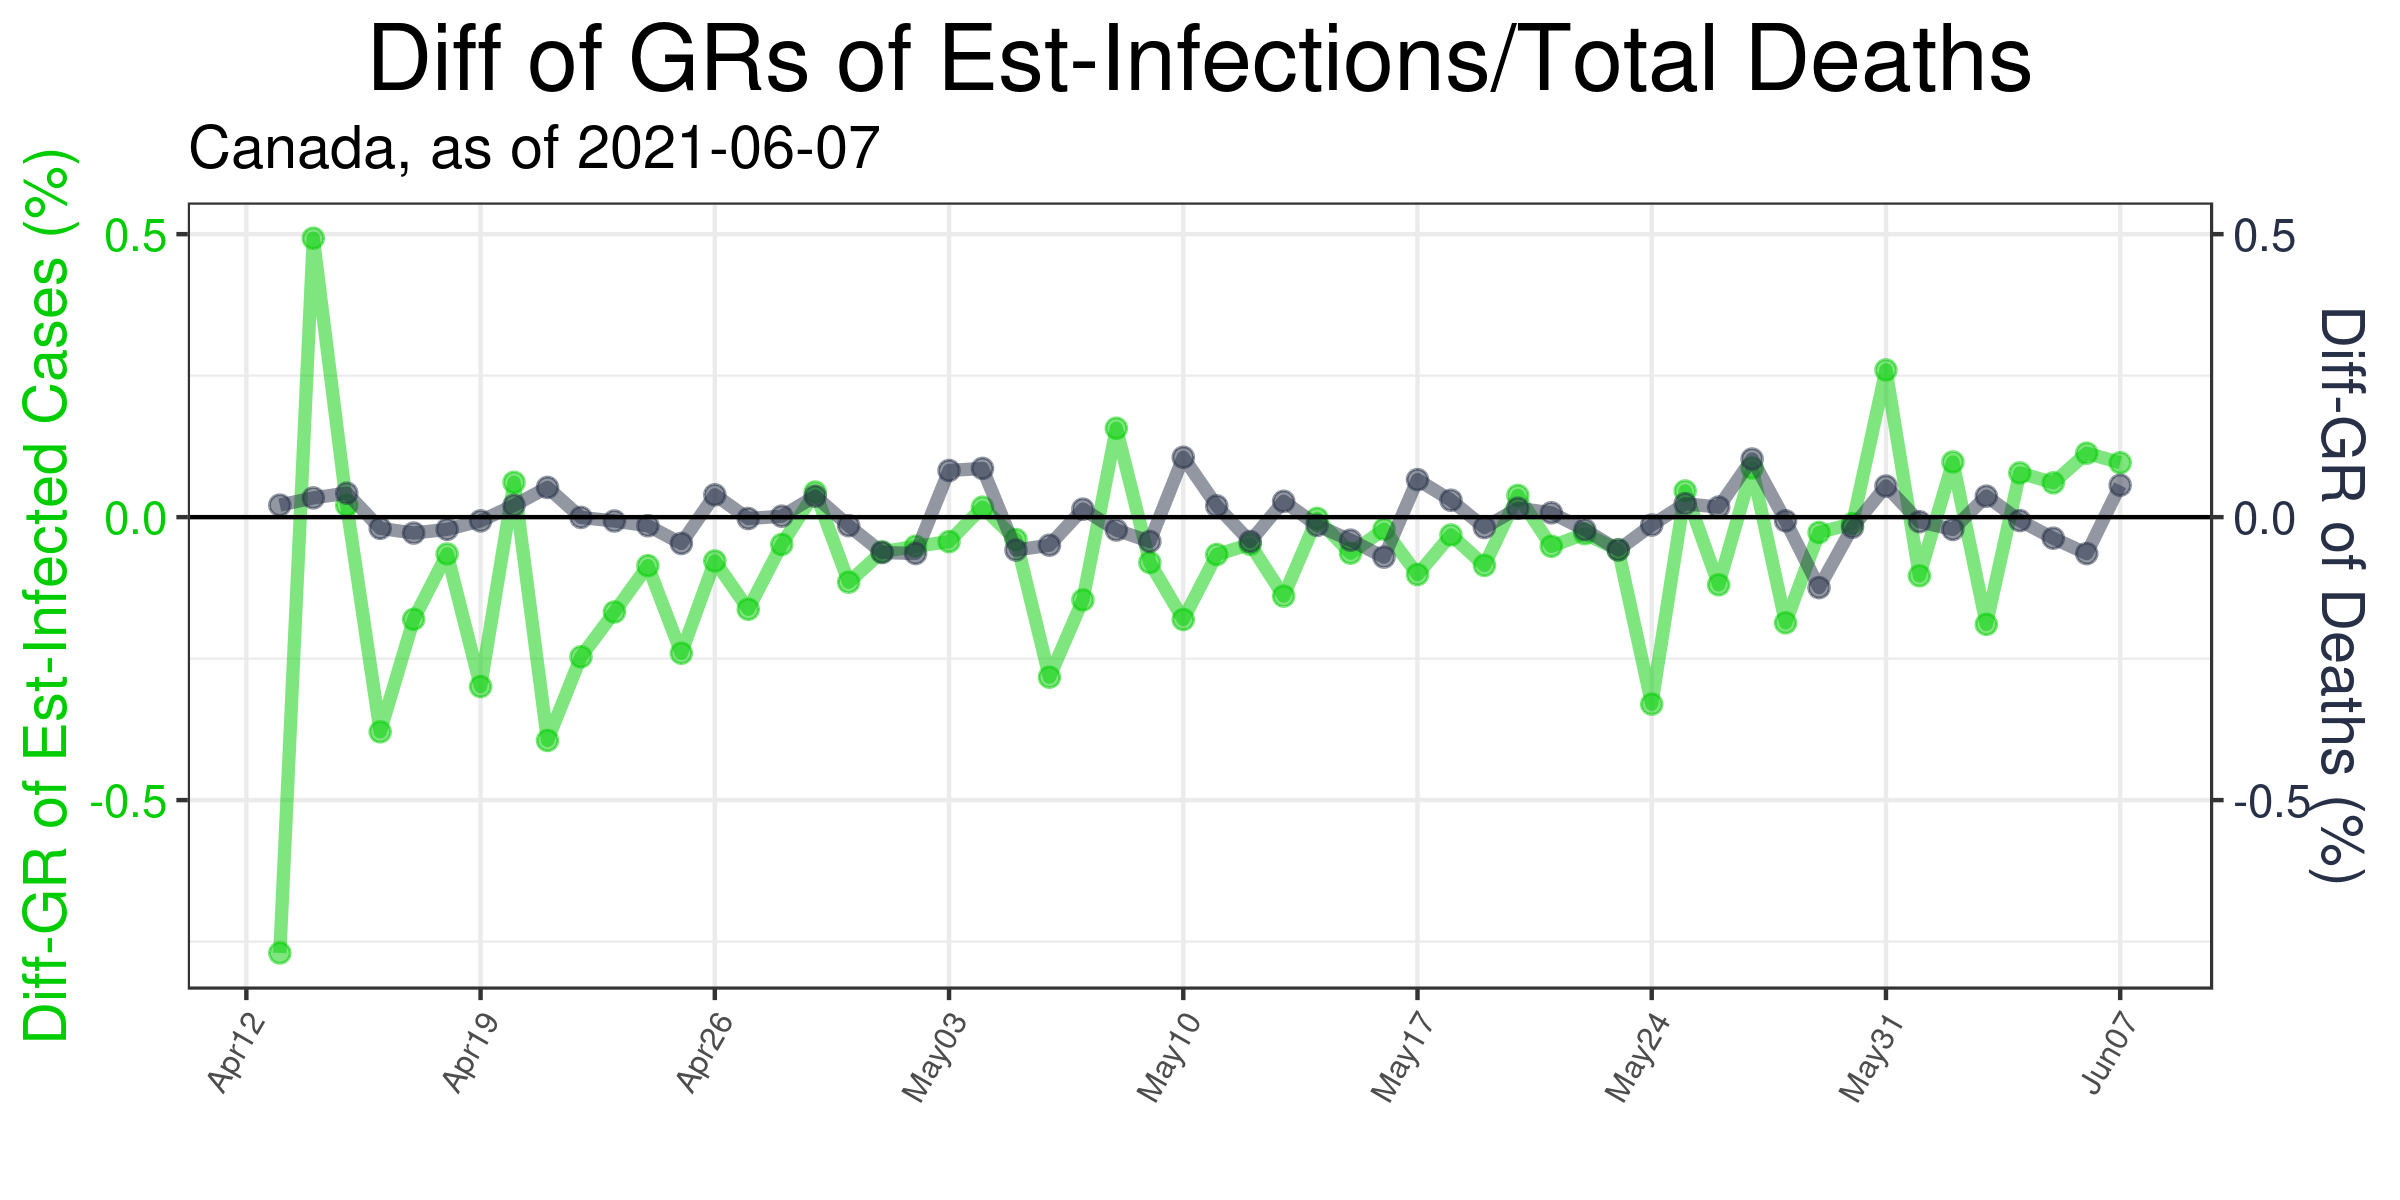 Diff of GRs of Est-Infections/Total Deaths
Canada, as of 2021-06-07
Diff-GR of Est-Infected Cases (%)
0.5
0.0
-0.5
0.5
0.0
-0.5
Diff-GR of Deaths (%)
Apr12
Apr19
Apr26
May03
May10
May17
May24
May31
Jun07